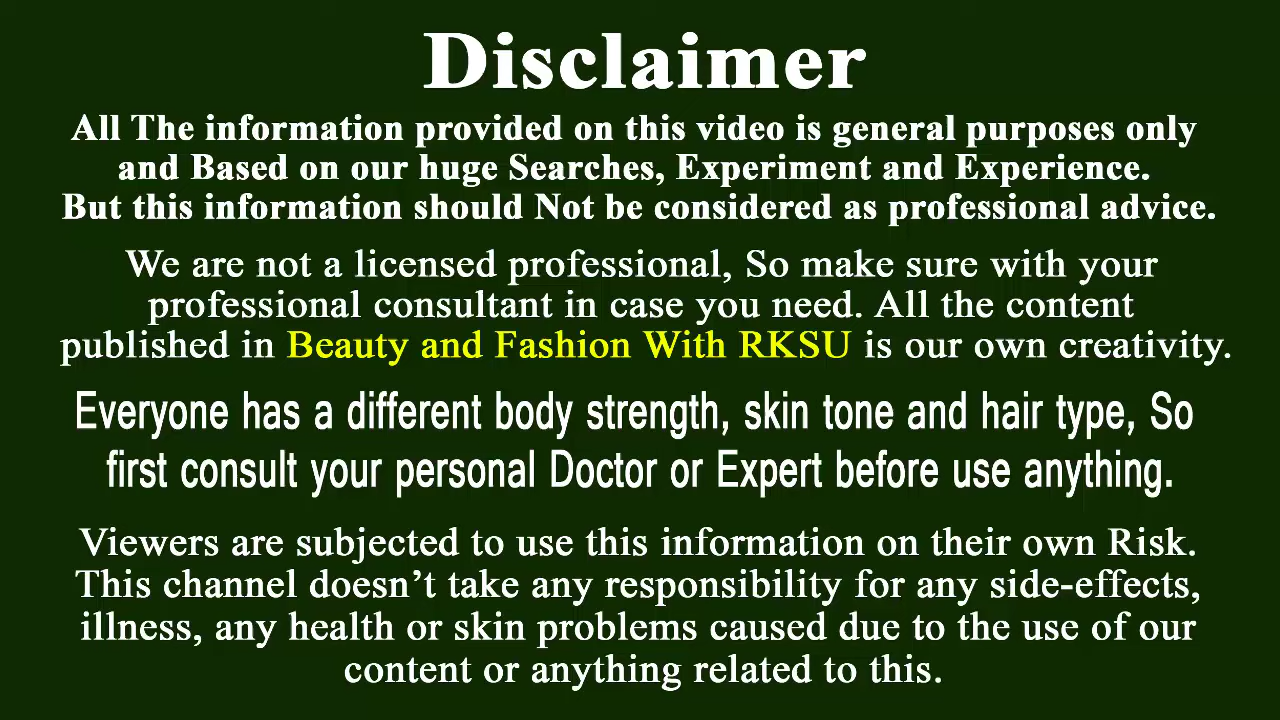 Disclaimer
All The information provided on this video is general purposes only
and Based on our huge Searches, Experiment and Experience.
But this information should Not be considered as professional advice.
We are not a licensed professional, So make sure with your
professional consultant in case you need. All the content
published in Beauty and Fashion With RKSU is our own creativity.
Everyone has a different body strength, skin tone and hair type, So
first consult your personal Doctor or Expert before use anything.
Viewers are subjected to use this information on their own Risk.
This channel doesn’t take any responsibility for any side-effects,
illness, any health or skin problems caused due to the use of our
content or anything related to this.